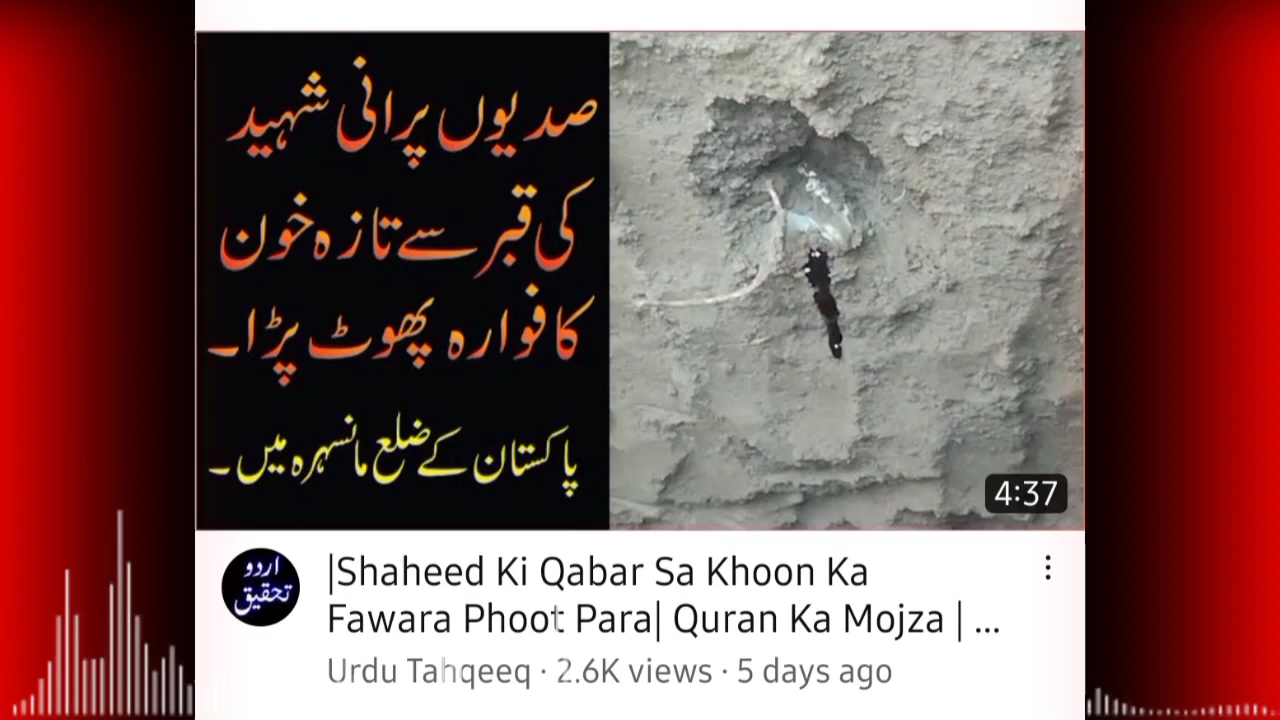 صدیوں پرانی شہید
کی قبر سے تازہ خون
کا فوارہ پھوٹ پڑا۔
پاکستان کے ضلع مانسہرہ میں۔
4:37
اردو
تحقیق
|Shaheed Ki Qabar Sa Khoon Ka
Fawara Phoot Para| Quran Ka Mojza | ...
Urdu Tahqeeq · 2.6K views · 5 days ago